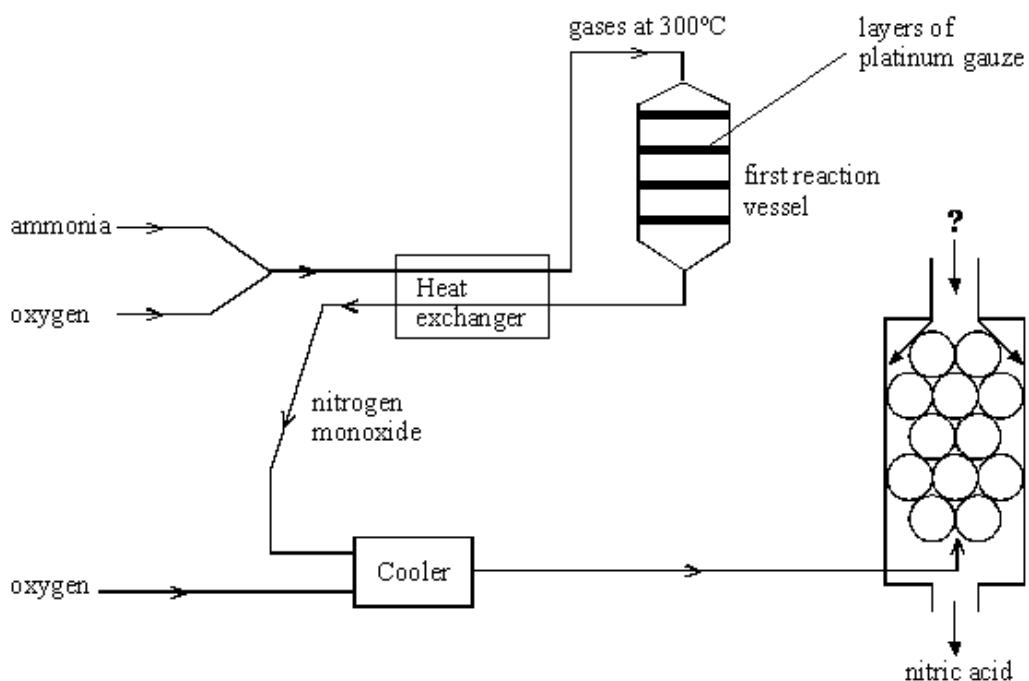 gases at 300°C
layers of
platinum gauze
first reaction
vessel
ammonia
?
oxygen
Heat
exchanger
nitrogen
monoxide
Cooler
oxygen
nitric acid